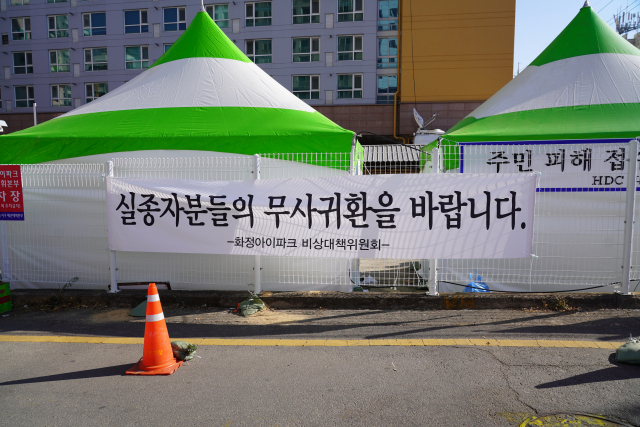 실종자분들의 무사귀환을 바랍니다.
-화정아이파크 비상대책위원회-
주민 피해 접
HDC